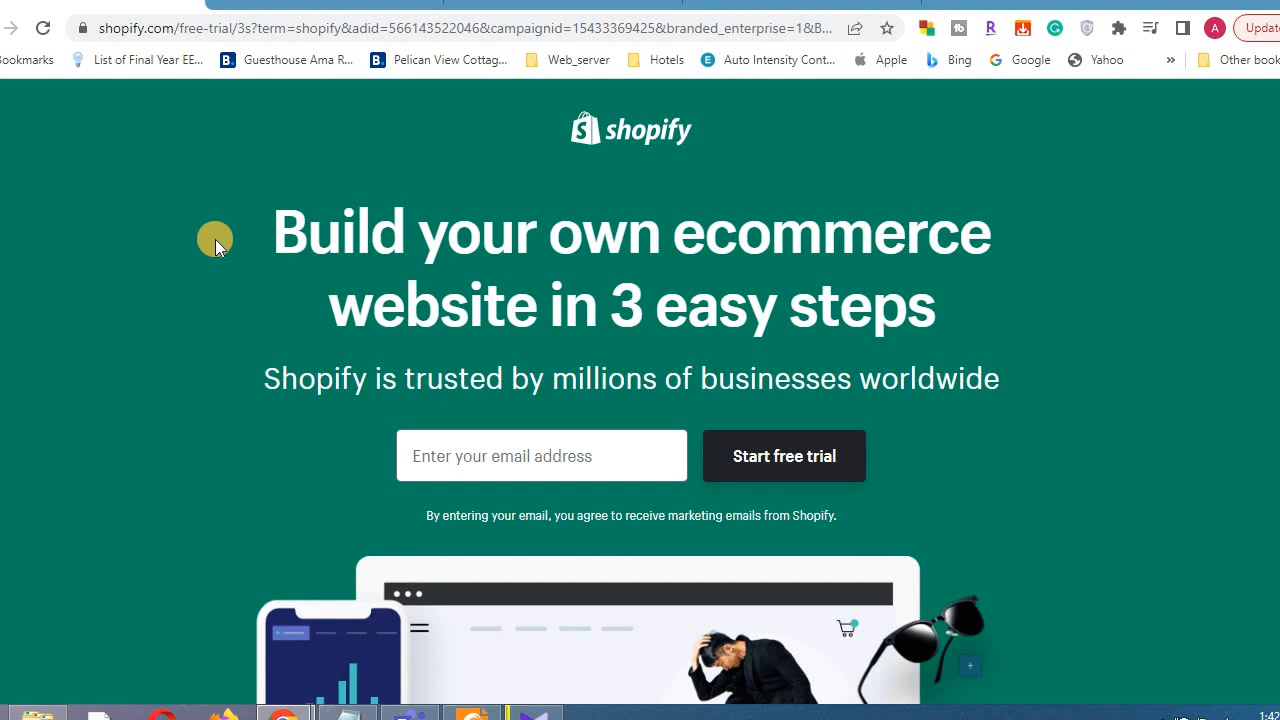 shopify.com/free-trial/3s?term=shopify&adid=566143522046&campaignid=15433369425&branded_enterprise=1&B...
A
Update
Bookmarks
List of Final Year EE...
B.
Guesthouse Ama R...
B.
Pelican View Cottag...
Web_server
Hotels
E
Auto Intensity Cont...
Apple
Bing
Google
Yahoo
»
Other book
shopify
Build your own ecommerce
website in 3 easy steps
Shopify is trusted by millions of businesses worldwide
Enter your email address
Start free trial
By entering your email, you agree to receive marketing emails from Shopify.
1:42